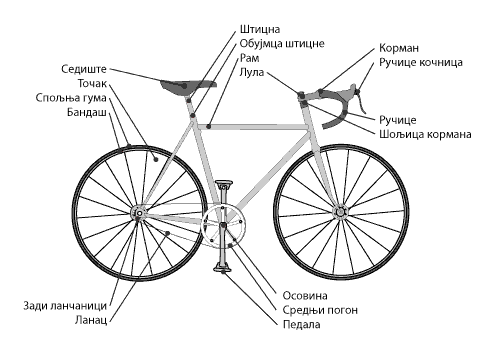 Штицна
Обујмца штицне
Рам
Лула
Корман
Ручице кочница
Седиште
Точак
Спољња гума
Бандаш
Ручице
Шољица кормана
Зади ланчаници
Ланац
Осовина
Средњи погон
Педала